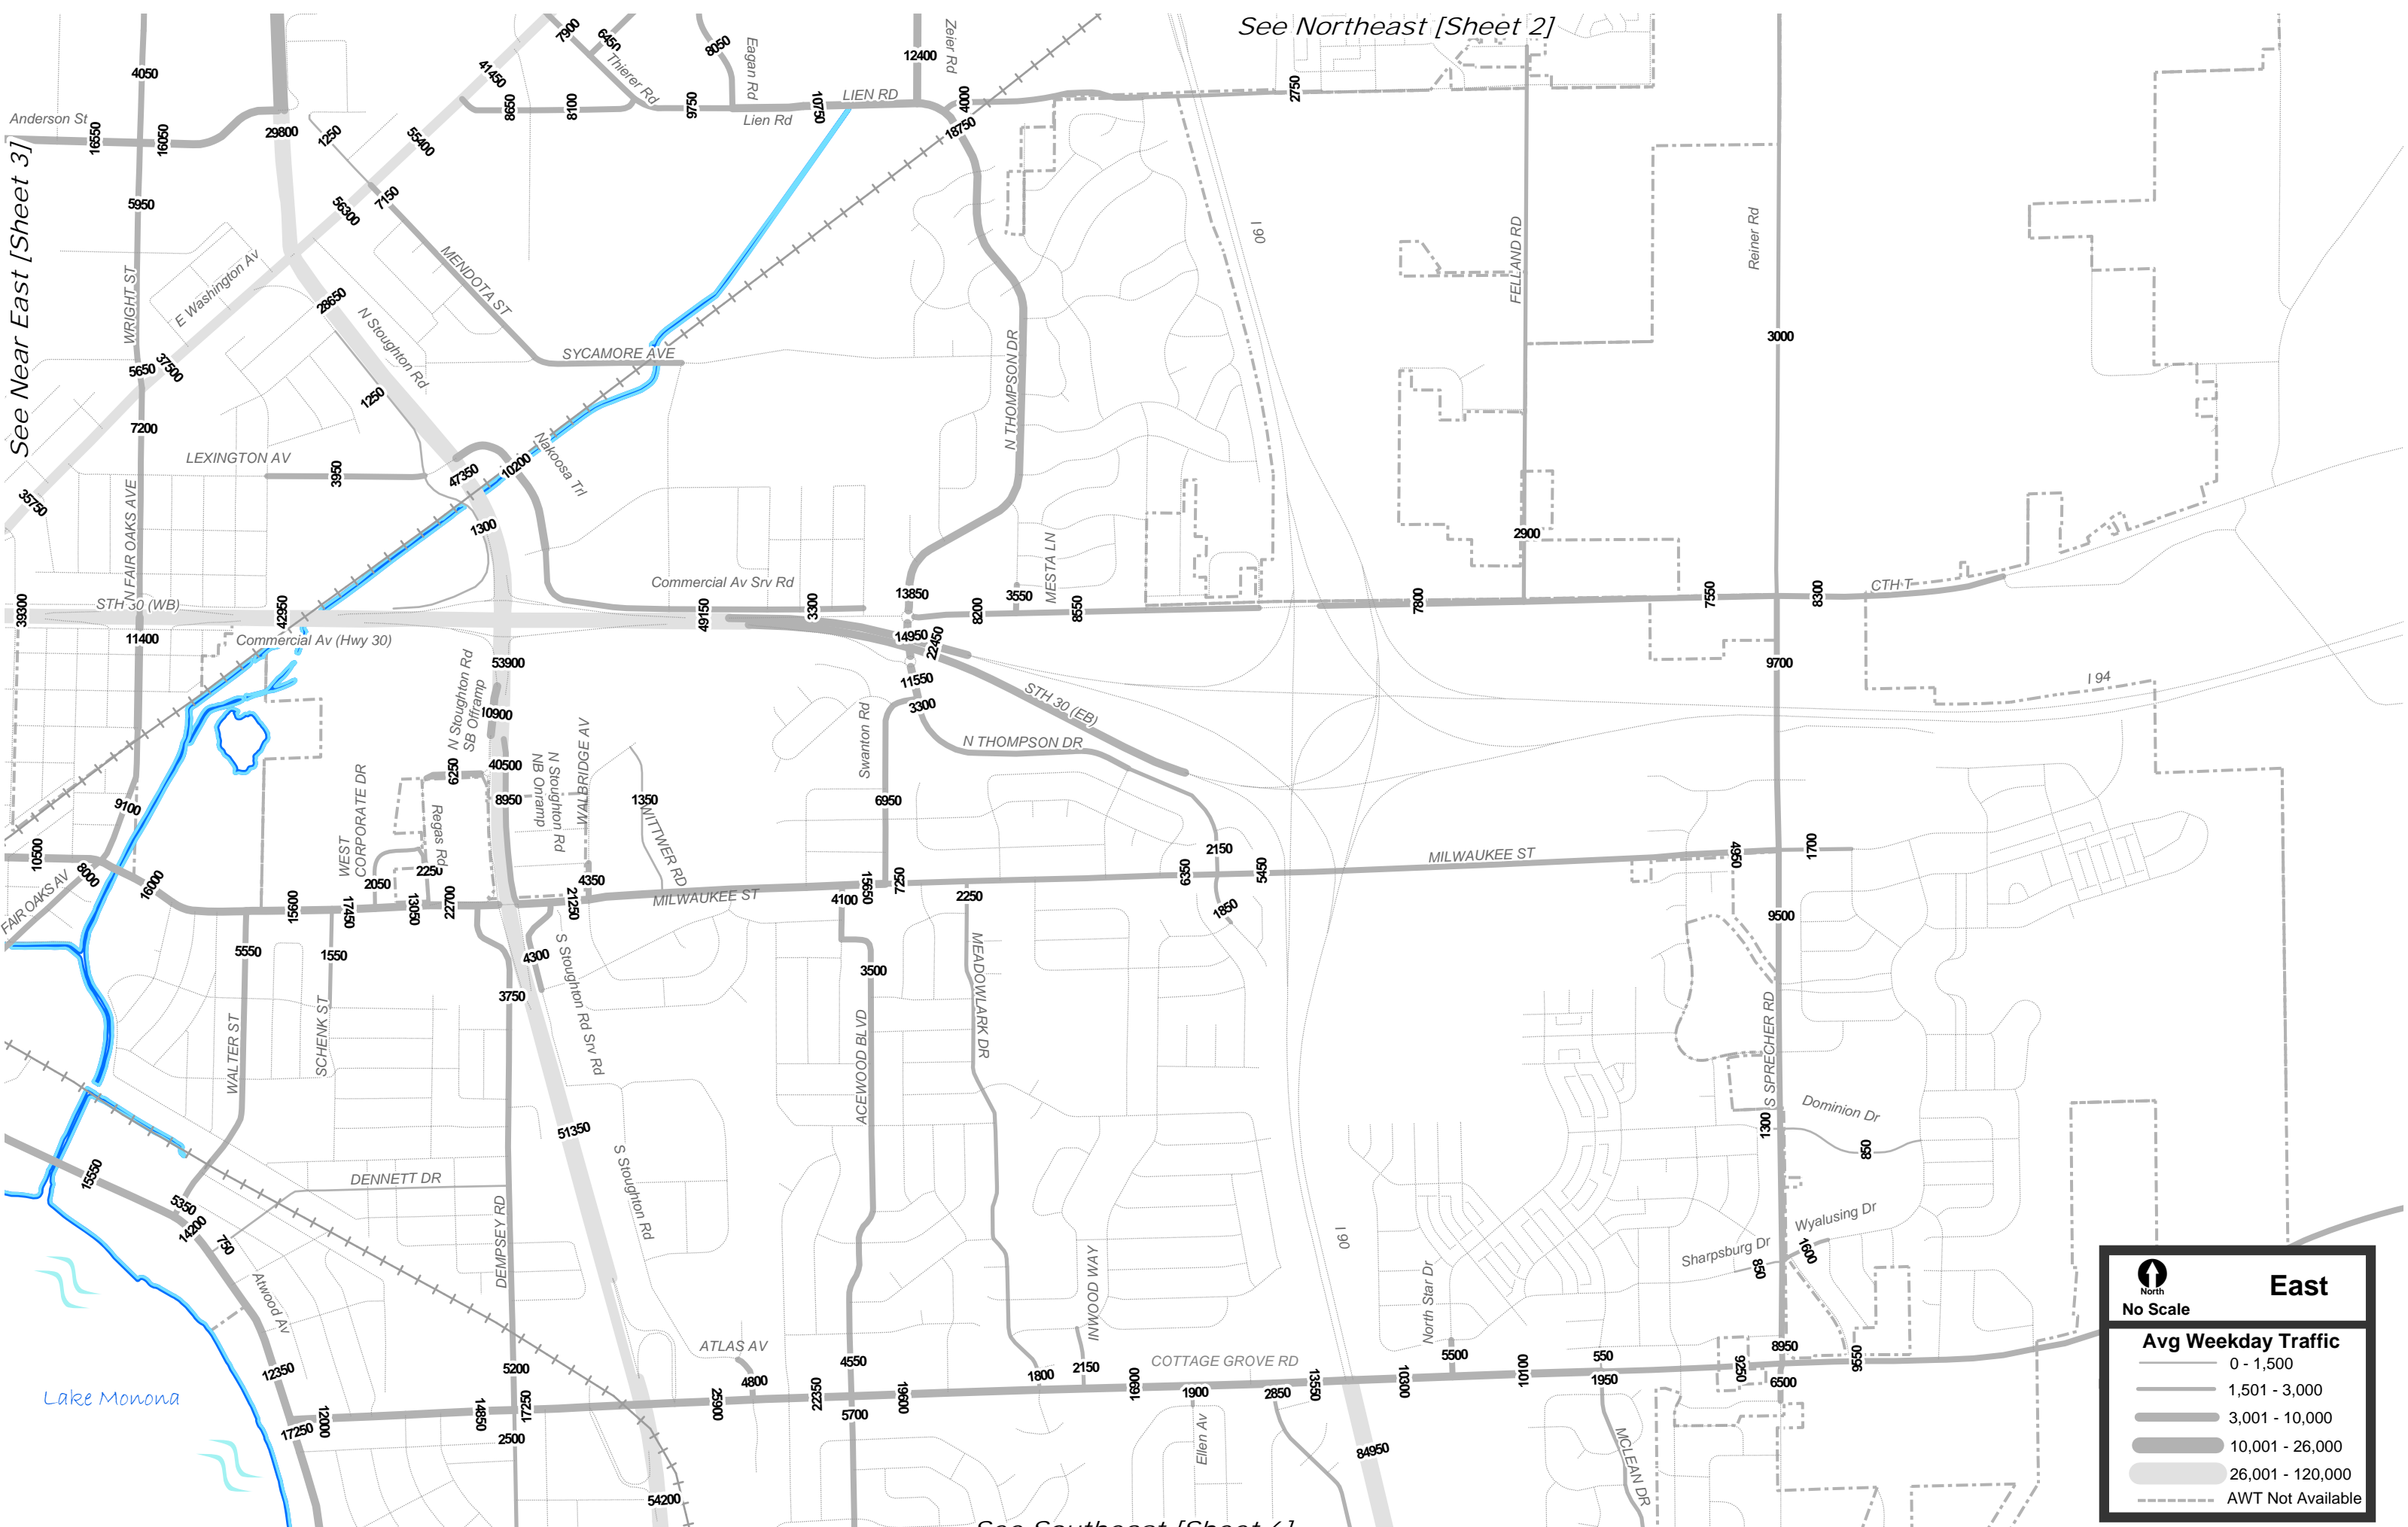 See Northeast [Sheet 2]
See Near East [Sheet 3]
4050
7900
6450
8050
Eagan Rd
12400
Zeier Rd
41450
Thierer Rd
Anderson St
16550
16050
29800
1250
55400
8650
8100
9750
10750
LIEN RD
Lien Rd
4000
18750
2750
5950
56300
7150
WRIGHT ST
E Washington Av
MENDOTA ST
28650
N Stoughton Rd
I 90
FELLAND RD
Reiner Rd
3000
5650
37500
SYCAMORE AVE
N THOMPSON DR
1250
7200
LEXINGTON AV
3950
47350
10200
Nakoosa Trl
35750
N FAIR OAKS AVE
1300
2900
MESTA LN
Commercial Av Srv Rd
STH 30 (WB)
39300
42950
49150
3300
13850
8200
3550
8550
7800
7550
8300
CTH T
11400
Commercial Av (Hwy 30)
14950
22450
53900
N Stoughton Rd
SB Offramp
11550
9700
I 94
10900
3300
STH 30 (EB)
Swanton Rd
N THOMPSON DR
6250
40500
N Stoughton Rd
NB Onramp
WALBRIDGE AV
WEST
CORPORATE DR
9100
8950
1350
6950
WITTWER RD
Regas Rd
10500
8000
16000
2050
2250
4350
2150
6350
5450
MILWAUKEE ST
4950
1700
FAIR OAKS AV
15600
17450
13050
22700
21250
MILWAUKEE ST
15650
7250
4100
2250
1850
9500
5550
1550
4300
S Stoughton Rd Srv Rd
3500
MEADOWLARK DR
3750
WALTER ST
SCHENK ST
ACEWOOD BLVD
S SPRECHER RD
51350
Dominion Dr
1300
850
15550
S Stoughton Rd
DENNETT DR
5350
14200
750
DEMPSEY RD
Wyalusing Dr
Sharpsburg Dr
1600
850
I 90
INWOOD WAY
North Star Dr
Atwood Av
ATLAS AV
12350
5200
4800
4550
1800
2150
COTTAGE GROVE RD
5500
550
8950
9550
9250
Lake Monona
17250
12000
14850
17250
25900
22350
19600
16900
1900
2850
13550
10300
10100
1950
6500
2500
5700
Ellen Av
84950
MCLEAN DR
54200
See Southeast [Sheet 6]
North
No Scale
East
Avg Weekday Traffic
0 - 1,500
1,501 - 3,000
3,001 - 10,000
10,001 - 26,000
26,001 - 120,000
AWT Not Available